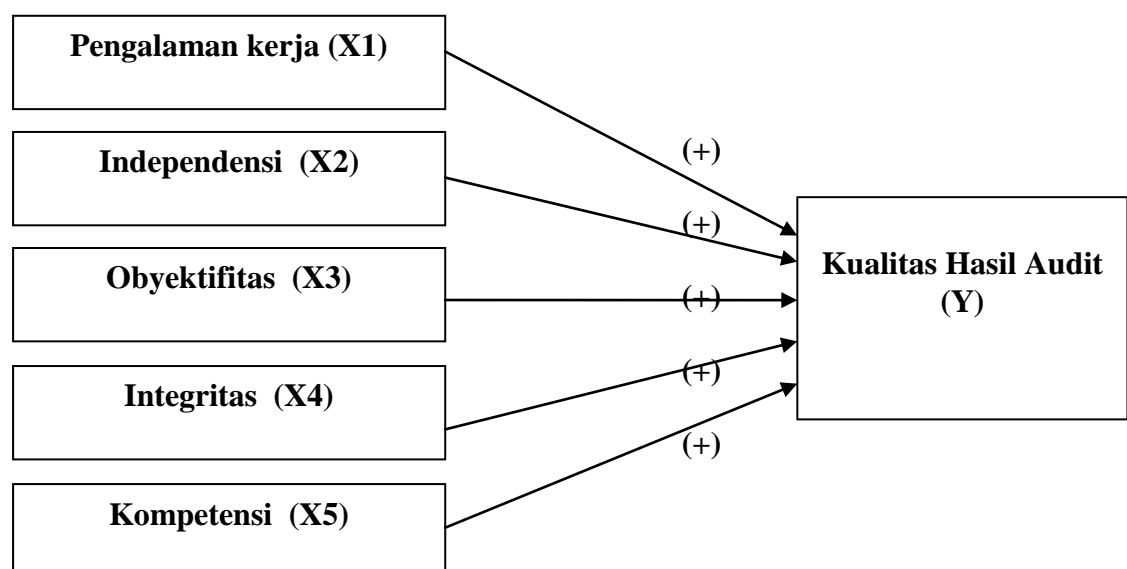 Pengalaman kerja (X1)
(+)
Independensi (X2)
(+)
Obyektifitas (X3)
(+)
Kualitas Hasil Audit
(Y)
Integritas (X4)
(+)
Kompetensi (X5)
(+)